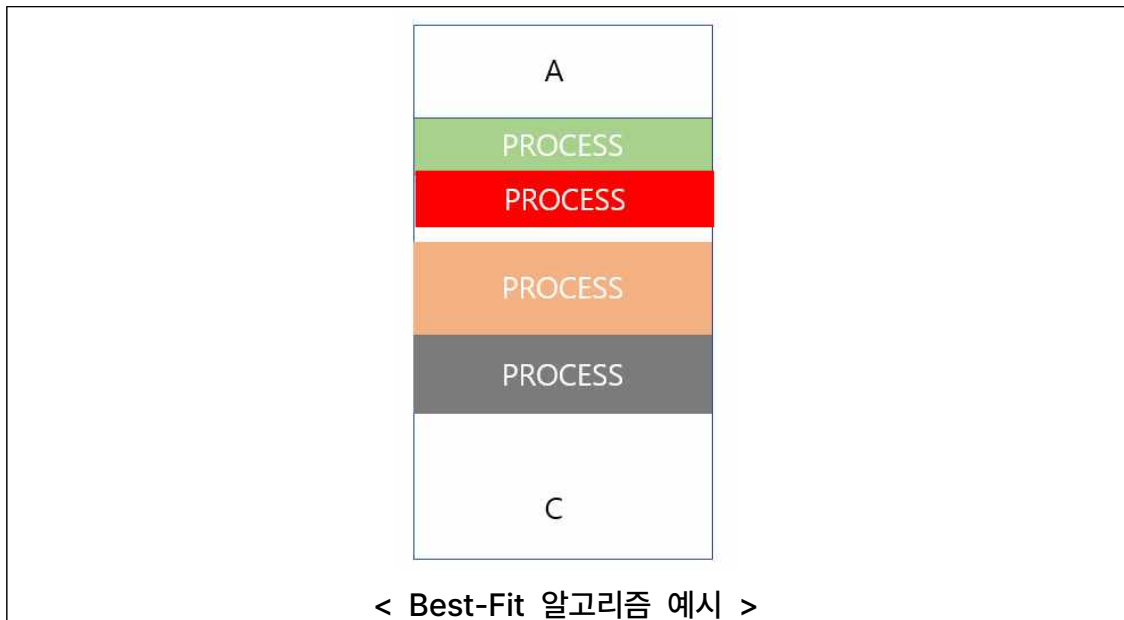 A
PROCESS
PROCESS
PROCESS
PROCESS
C
< Best-Fit 알고리즘 예시 >